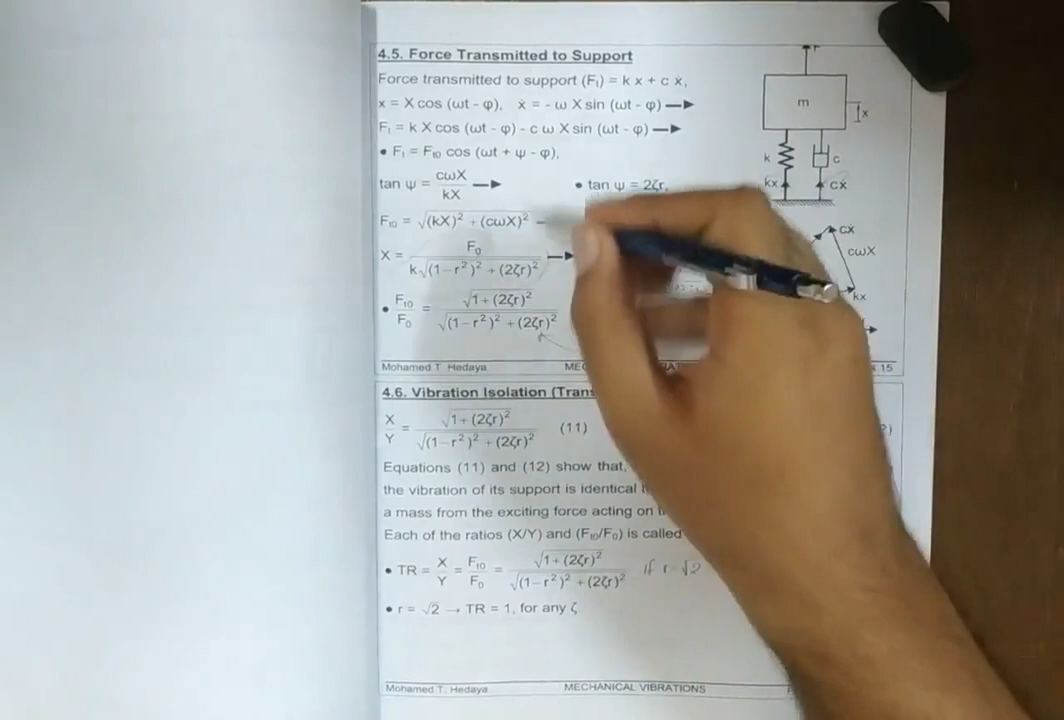 4.5. Force Transmitted to Support
Force transmitted to support (Fₜ) = k x + c ẋ,
x = X cos (ωt - φ), ẋ = - ω X sin (ωt - φ)
Fₜ = k X cos (ωt - φ) - c ω X sin (ωt - φ)
• Fₜ = Fₜ₀ cos (ωt + ψ - φ),
tan ψ = cωX / kX
• tan ψ = 2ζr,
Fₜ₀ = √(kX)² + (cωX)²
X = F₀ / k√(1−r²)² + (2ζr)²
• Fₜ₀ / F₀ = √1 + (2ζr)² / √(1−r²)² + (2ζr)²
m
x
k
c
kx
cẋ
cẋ
cωX
kx
Mohamed T. Hedaya
15
4.6. Vibration Isolation
X / Y = √1 + (2ζr)² / √(1−r²)² + (2ζr)² (11)
Equations (11) and (12) show that,
the vibration of its support is identical
a mass from the exciting force acting on
Each of the ratios (X/Y) and (Fₜ₀/F₀) is called
• TR = X / Y = Fₜ₀ / F₀ = √1 + (2ζr)² / √(1−r²)² + (2ζr)² if r = √2
• r = √2 → TR = 1, for any ζ.
Mohamed T. Hedaya MECHANICAL VIBRATIONS